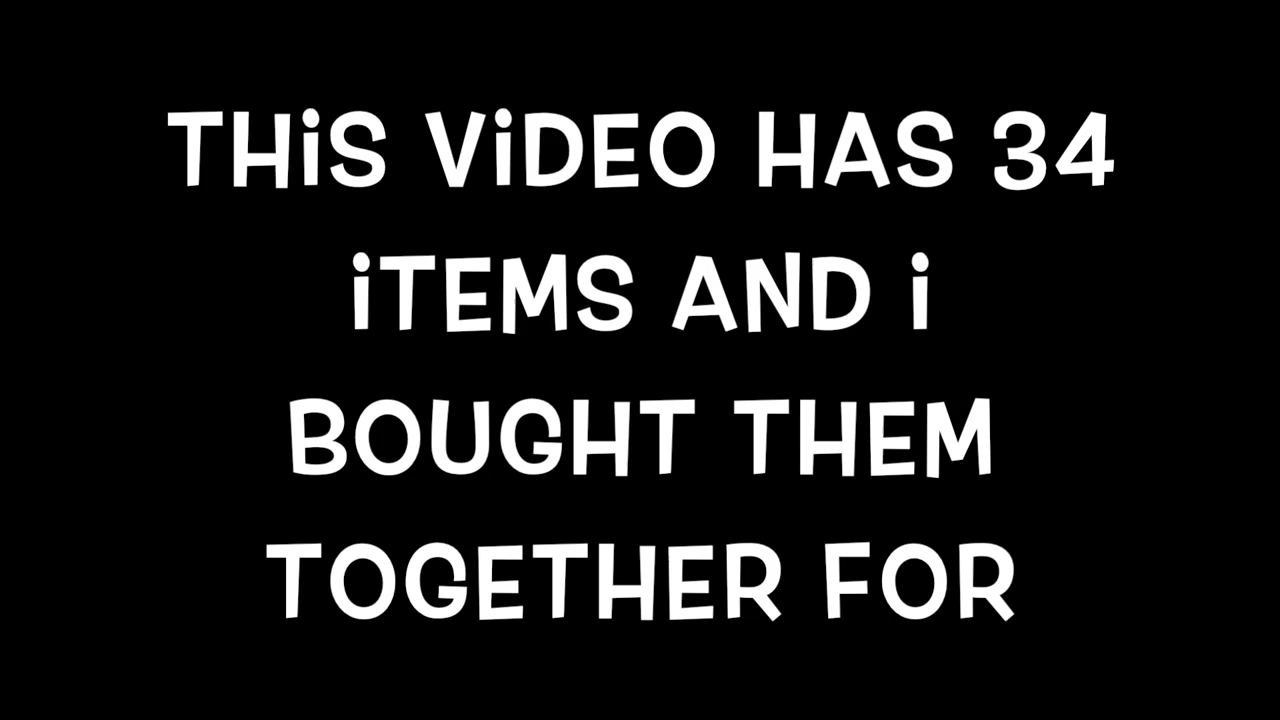 THiS ViDEO HAS 34
iTEMS AND i
BOUGHT THEM
TOGETHER FOR